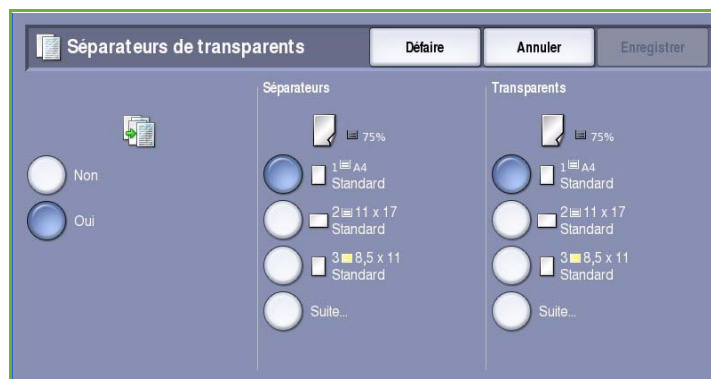 Séparateurs de transparents
Défaire
Annuler
Enregistrer
Non
Oui
Séparateurs
75%
1 A4
Standard
2 11 x 17
Standard
3 8,5 x 11
Standard
Suite...
Transparents
75%
1 A4
Standard
2 11 x 17
Standard
3 8,5 x 11
Standard
Suite...